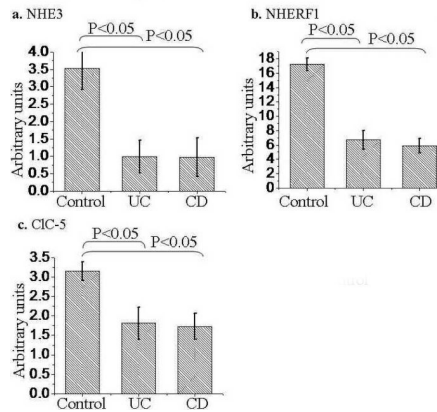 a. NHE3
P<0.05
P<0.05
Arbitrary units
4.0
3.5
3.0
2.5
2.0
1.5
1.0
0.5
0.0
Control UC CD
b. NHERF1
P<0.05
P<0.05
Arbitrary units
18
16
14
12
10
8
6
4
2
0
Control UC CD
c. ClC-5
P<0.05
P<0.05
Arbitrary units
3.5
3.0
2.5
2.0
1.5
1.0
0.5
0.0
Control UC CD